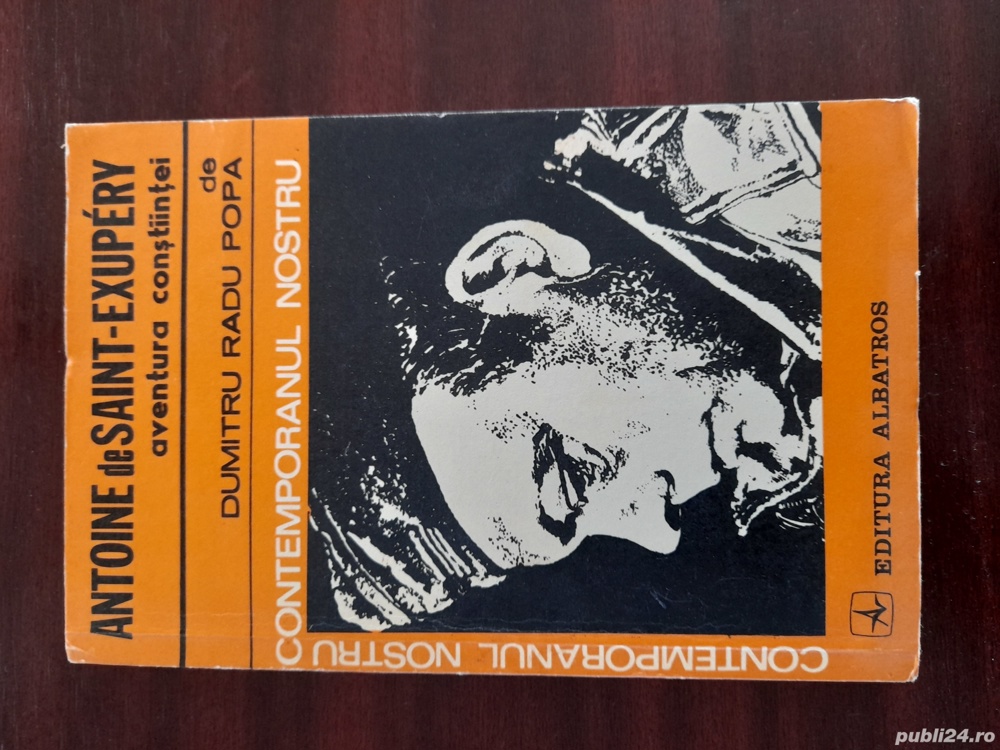 ANTOINE de SAINT-EXUPÉRY
aventura conștiinței
de
DUMITRU RADU POPA
CONTEMPORANUL NOSTRU
CONTEMPORANUL NOSTRU
EDITURA ALBATROS
publi24.ro